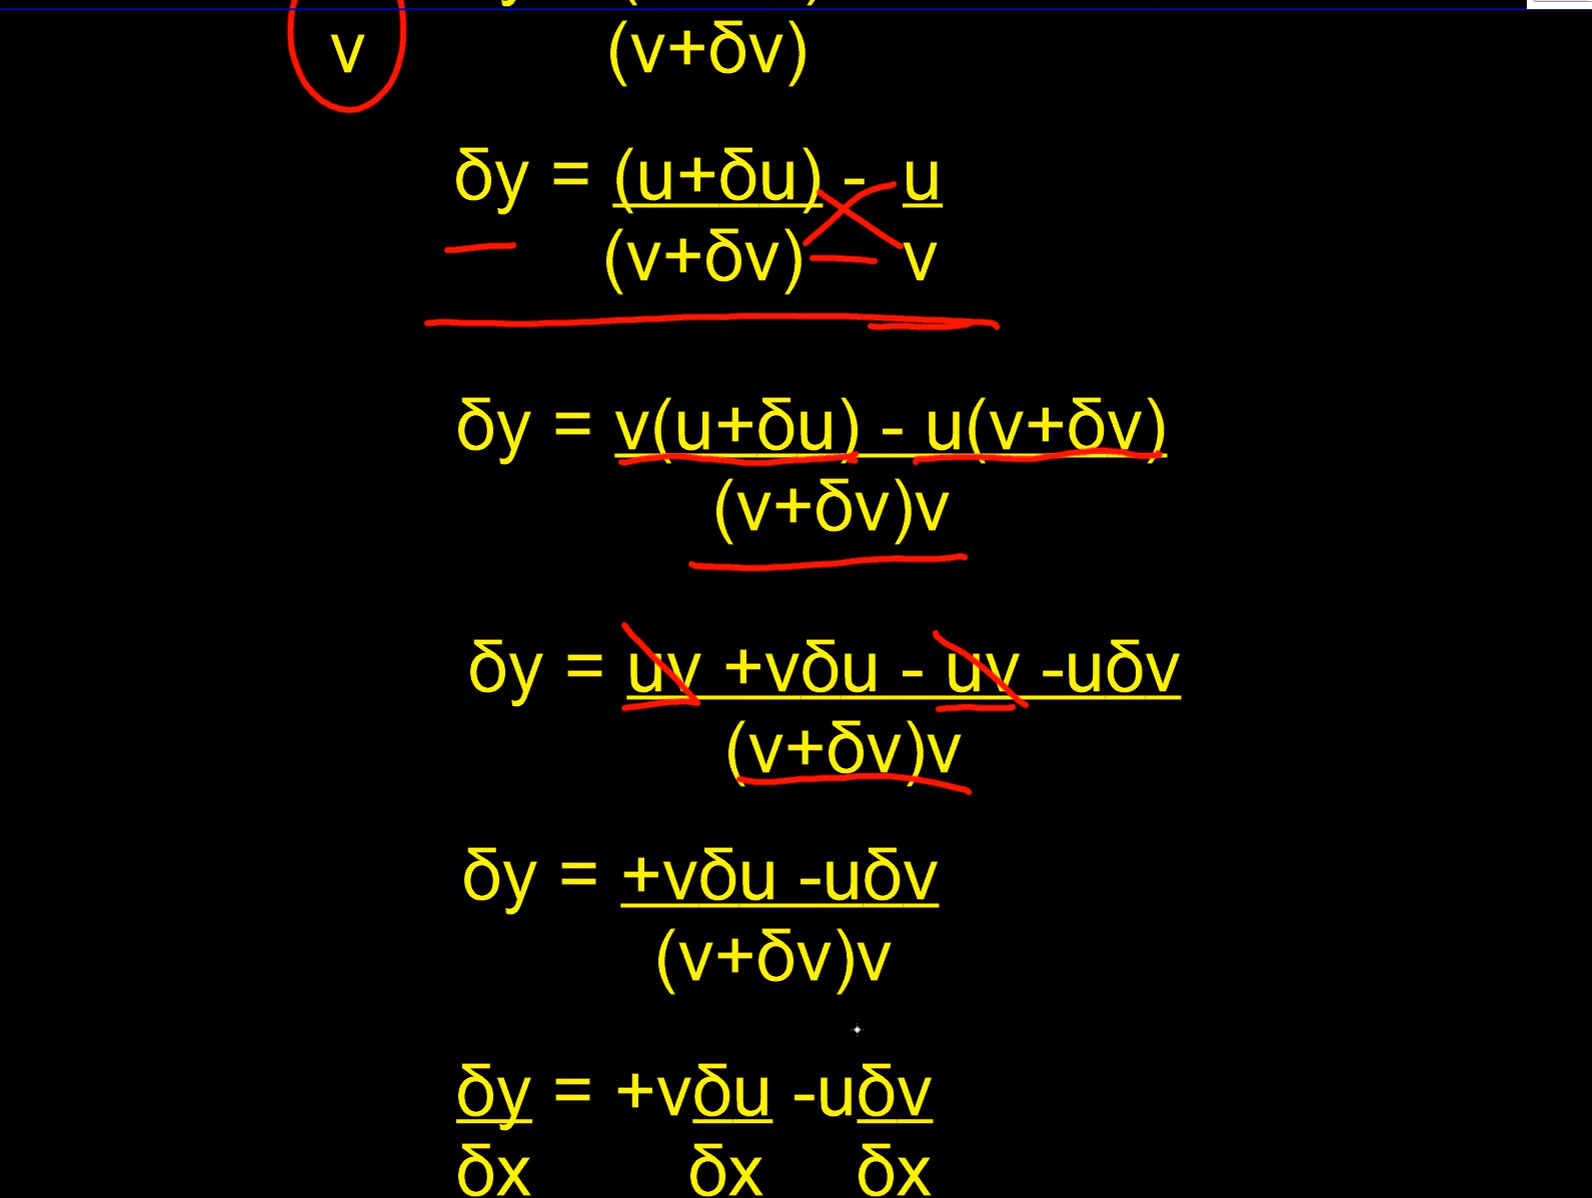 v (v+δv)
δy = (u+δu) - u
(v+δv) v
δy = v(u+δu) - u(v+δv)
(v+δv)v
δy = uv +vδu - uv -uδv
(v+δv)v
δy = +vδu -uδv
(v+δv)v
δy = +vδu -uδv
δx δx δx